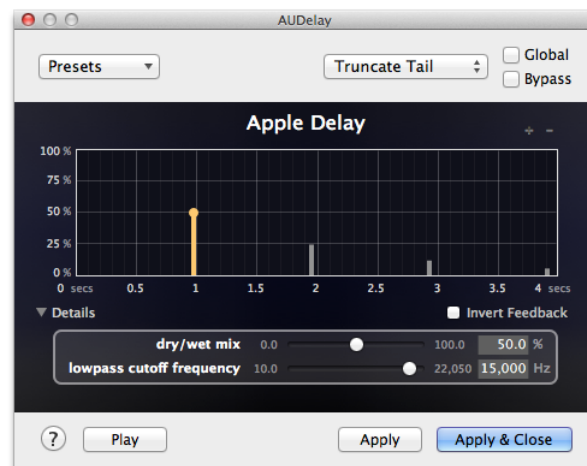 AUDelay
Presets
Truncate Tail
Global
Bypass
Apple Delay
+ -
100 %
75 %
50 %
25 %
0 %
0 secs 0.5 1 1.5 2 2.5 3 3.5 4 secs
Details
Invert Feedback
dry/wet mix 0.0 100.0 50.0 %
lowpass cutoff frequency 10.0 22,050 15,000 Hz
? Play Apply Apply & Close